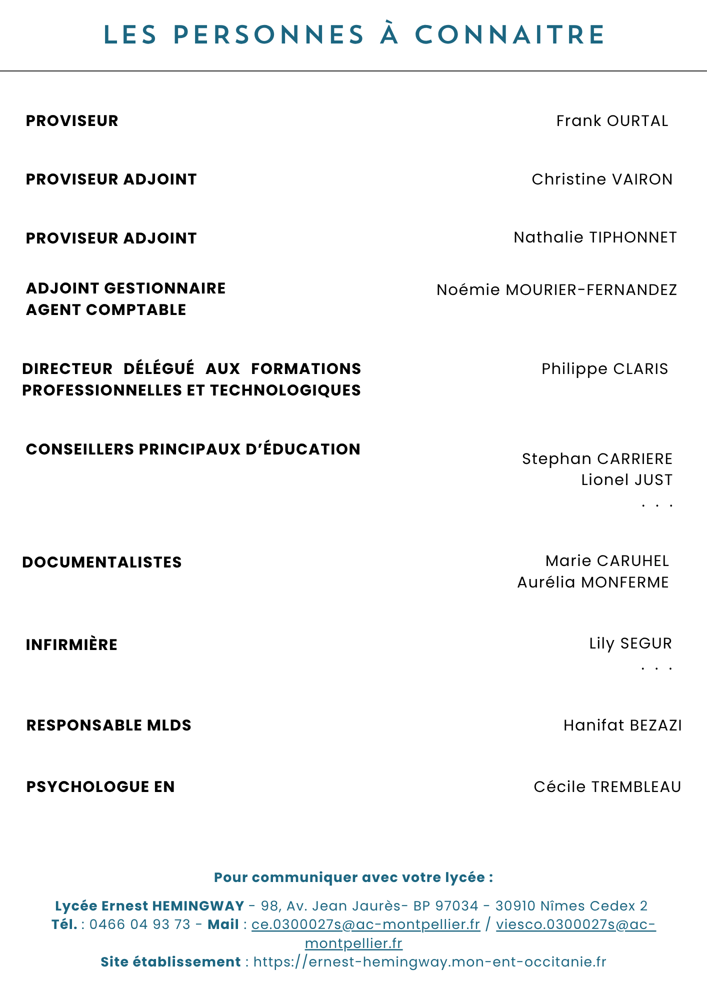 LES PERSONNES À CONNAITRE
PROVISEUR Frank OURTAL
PROVISEUR ADJOINT Christine VAIRON
PROVISEUR ADJOINT Nathalie TIPHONNET
ADJOINT GESTIONNAIRE Noémie MOURIER-FERNANDEZ
AGENT COMPTABLE
DIRECTEUR DÉLÉGUÉ AUX FORMATIONS Philippe CLARIS
PROFESSIONNELLES ET TECHNOLOGIQUES
CONSEILLERS PRINCIPAUX D’ÉDUCATION
Stephan CARRIERE
Lionel JUST
. . .
DOCUMENTALISTES Marie CARUHEL
Aurélia MONFERME
INFIRMIÈRE Lily SEGUR
. . .
RESPONSABLE MLDS Hanifat BEZAZI
PSYCHOLOGUE EN Cécile TREMBLEAU
Pour communiquer avec votre lycée :
Lycée Ernest HEMINGWAY - 98, Av. Jean Jaurès- BP 97034 - 30910 Nîmes Cedex 2
Tél. : 0466 04 93 73 - Mail : ce.0300027s@ac-montpellier.fr / viesco.0300027s@ac-
montpellier.fr
Site établissement : https://ernest-hemingway.mon-ent-occitanie.fr